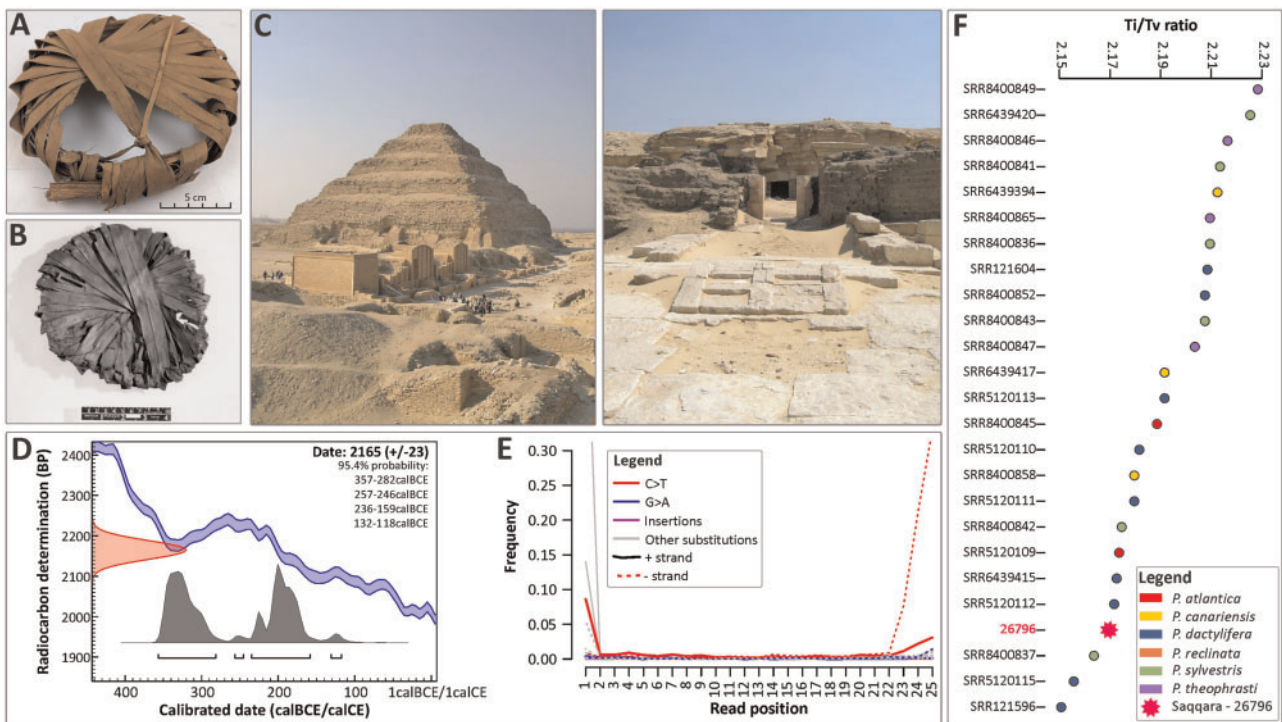 A
5 cm
B
C
D
Date: 2165 (+/-23)
95.4% probability:
357-282calBCE
257-246calBCE
236-159calBCE
132-118calBCE
Radiocarbon determination (BP)
2400
2300
2200
2100
2000
1900
400
300
200
100
1calBCE/1calCE
Calibrated date (calBCE/calCE)
E
Legend
C>T
G>A
Insertions
Other substitutions
+ strand
- strand
Frequency
0.30
0.25
0.20
0.15
0.10
0.05
0.00
1 2 3 4 5 6 7 8 9 10 11 12 13 14 15 16 17 18 19 20 21 22 23 24 25
Read position
F
Ti/Tv ratio
2.15 2.17 2.19 2.21 2.23
SRR8400849
SRR6439420
SRR8400846
SRR8400841
SRR6439394
SRR8400865
SRR8400836
SRR121604
SRR8400852
SRR8400843
SRR8400847
SRR6439417
SRR5120113
SRR8400845
SRR5120110
SRR8400858
SRR5120111
SRR8400842
SRR5120109
SRR6439415
SRR5120112
26796
SRR8400837
SRR5120115
SRR121596
Legend
P. atlantica
P. canariensis
P. dactylifera
P. reclinata
P. sylvestris
P. theophrasti
Saqqara - 26796